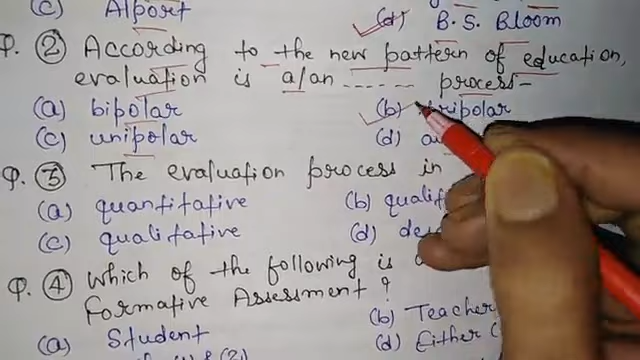 (c) Alport
(d) B. S. Bloom
Q. (2) According to the new pattern of education,
evaluation is a/an ------ process-
(a) bipolar
(b) tripolar
(c) unipolar
(d)
Q. (3) The evaluation process in
(a) quantitative
(b)
(c) qualitative
(d)
Q. (4) Which of the following is
Formative Assessment?
(a) Student
(b) Teacher
(d) Either